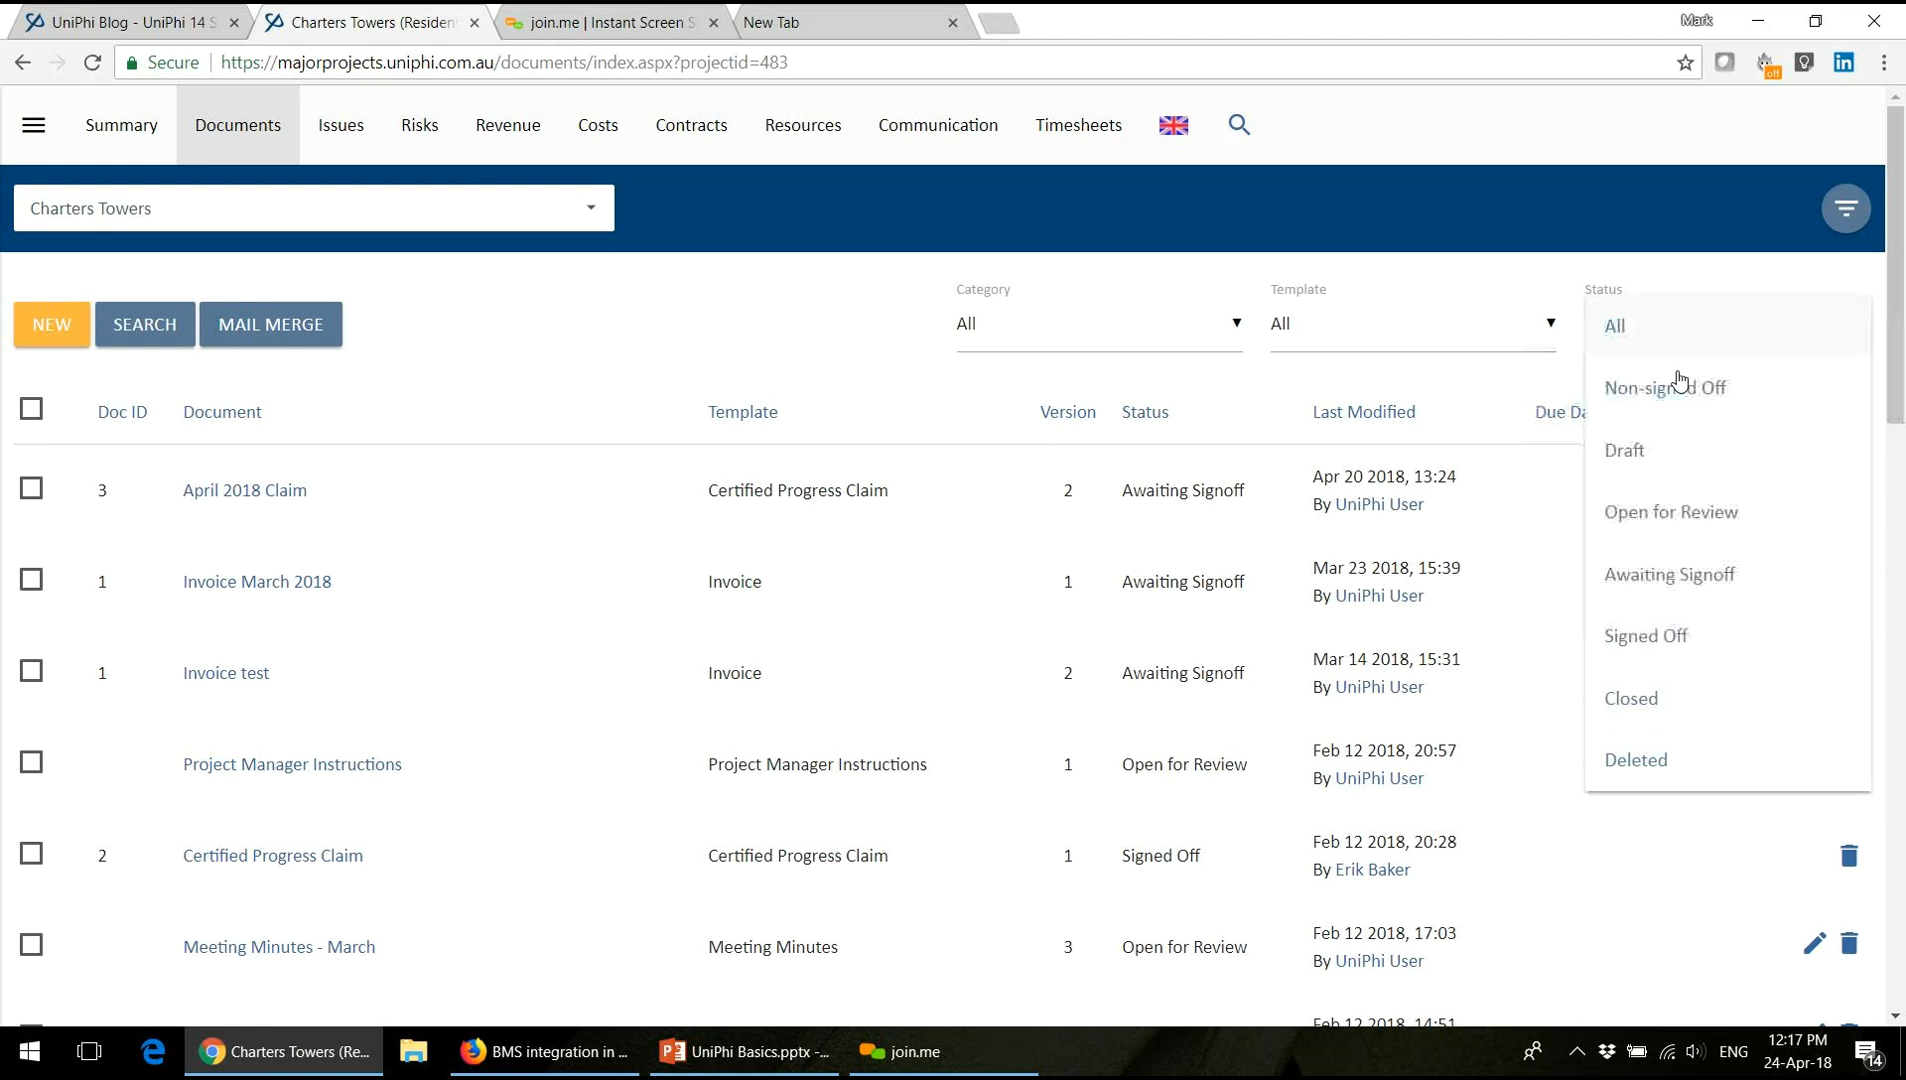 UniPhi Blog - UniPhi 14 S
Charters Towers (Residen
join.me | Instant Screen S
New Tab
Mark
Secure https://majorprojects.uniphi.com.au/documents/index.aspx?projectid=483
off
Summary Documents Issues Risks Revenue Costs Contracts Resources Communication Timesheets
Charters Towers
Category Template Status
NEW SEARCH MAIL MERGE All All All
Non-signed Off
Draft
Open for Review
Awaiting Signoff
Signed Off
Closed
Deleted
Doc ID Document Template Version Status Last Modified Due Da
3 April 2018 Claim Certified Progress Claim 2 Awaiting Signoff Apr 20 2018, 13:24
By UniPhi User
1 Invoice March 2018 Invoice 1 Awaiting Signoff Mar 23 2018, 15:39
By UniPhi User
1 Invoice test Invoice 2 Awaiting Signoff Mar 14 2018, 15:31
By UniPhi User
Project Manager Instructions Project Manager Instructions 1 Open for Review Feb 12 2018, 20:57
By UniPhi User
2 Certified Progress Claim Certified Progress Claim 1 Signed Off Feb 12 2018, 20:28
By Erik Baker
Meeting Minutes - March Meeting Minutes 3 Open for Review Feb 12 2018, 17:03
By UniPhi User
Feb 12 2018, 14:51
Charters Towers (Re...
BMS integration in ...
UniPhi Basics.pptx -...
join.me
ENG
12:17 PM
24-Apr-18
14